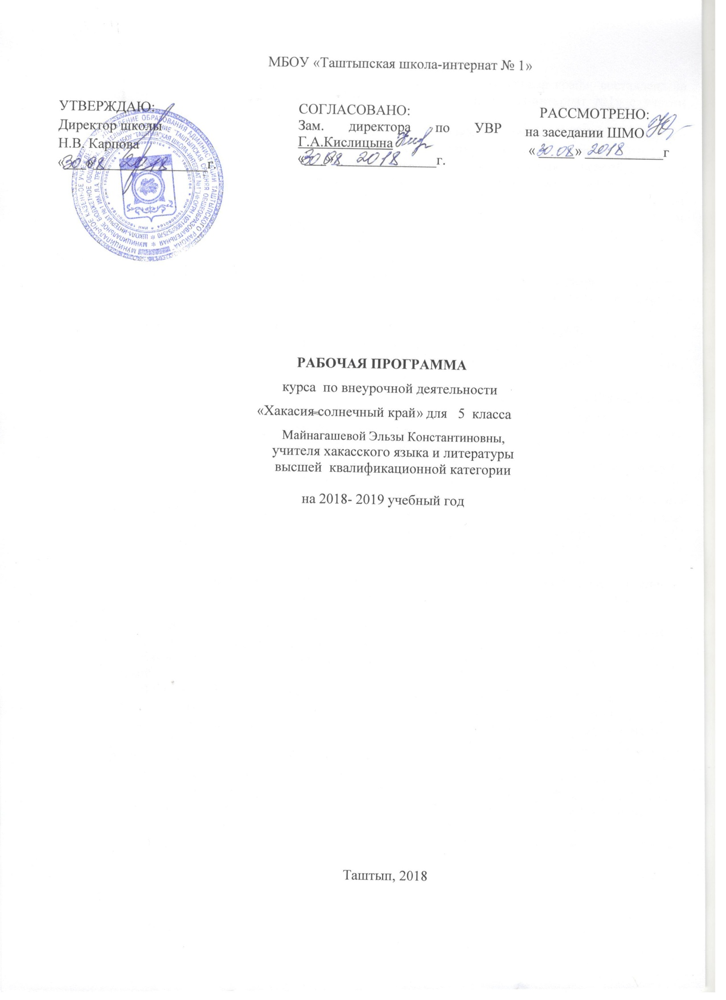 МБОУ «Таштыпская школа-интернат № 1»
УТВЕРЖДАЮ:
Директор школы
Н.В. Карпова
«30.08» 2018 г.
СОГЛАСОВАНО:
Зам. директора по УВР
Г.А.Кислицына
«30.08» 2018 г.
РАССМОТРЕНО:
на заседании ШМО
«30.08» 2018 г
РАБОЧАЯ ПРОГРАММА
курса по внеурочной деятельности
«Хакасия-солнечный край» для 5 класса
Майнагашевой Эльзы Константиновны,
учителя хакасского языка и литературы
высшей квалификационной категории
на 2018- 2019 учебный год
Таштып, 2018